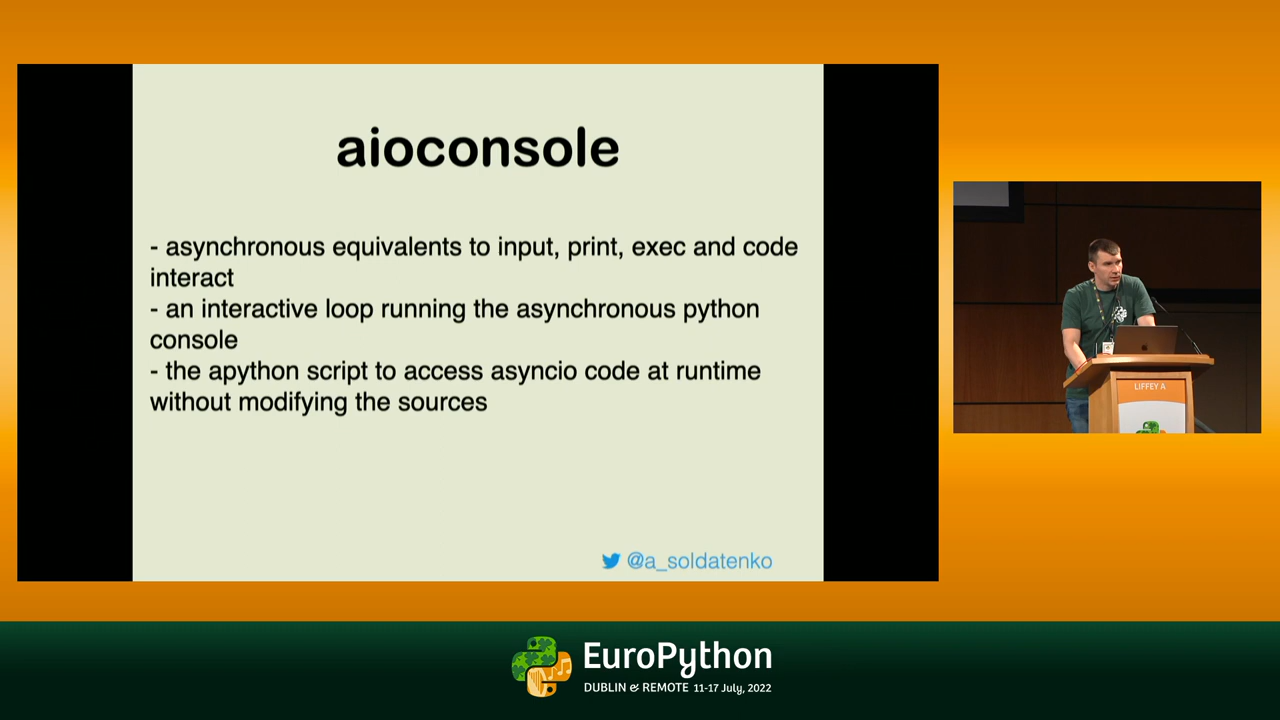 aioconsole
- asynchronous equivalents to input, print, exec and code
interact
- an interactive loop running the asynchronous python
console
- the apython script to access asyncio code at runtime
without modifying the sources
@a_soldatenko
LIFFEY A
EuroPython
DUBLIN & REMOTE 11-17 July, 2022